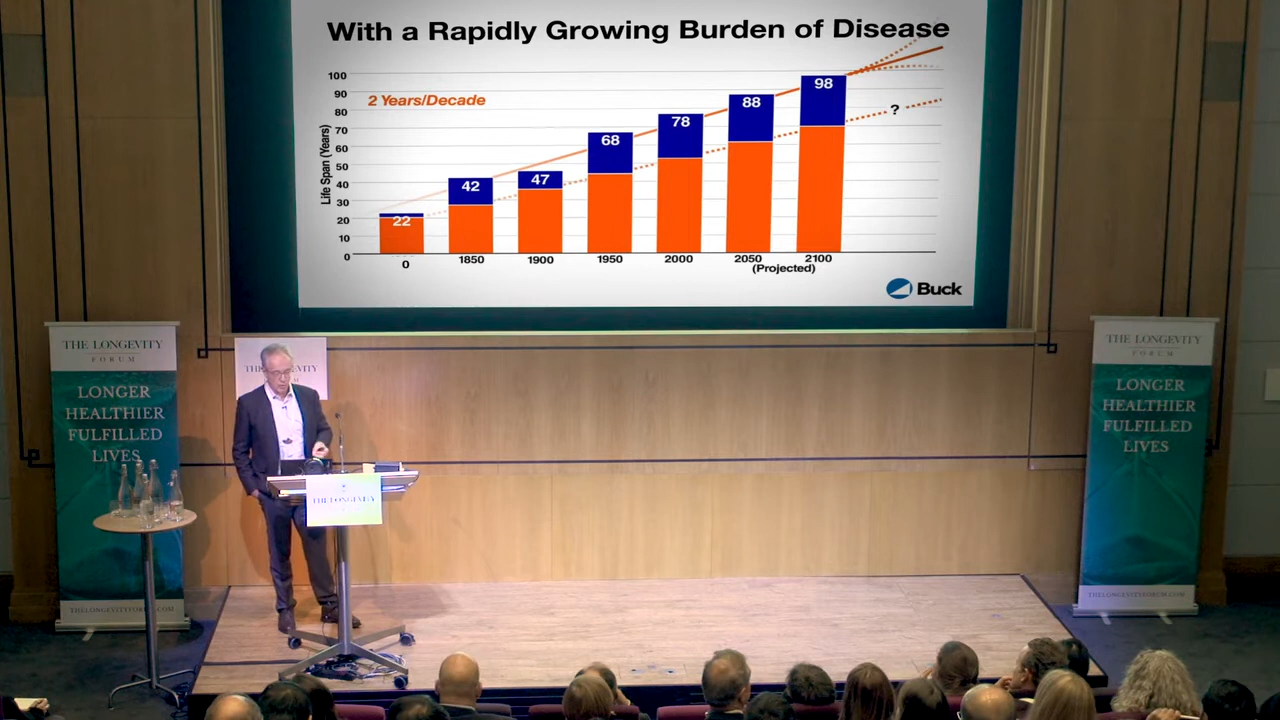 With a Rapidly Growing Burden of Disease
2 Years/Decade
Life Span (Years)
100
90
80
70
60
50
40
30
20
10
0
22
42
47
68
78
88
98
?
0
1850
1900
1950
2000
2050
2100
(Projected)
Buck
THE LONGEVITY
FORUM
LONGER
HEALTHIER
FULFILLED
LIVES
THELONGEVITYFORUM.COM
THE LONGEVITY
THE LONGEVITY
FORUM
LONGER
HEALTHIER
FULFILLED
LIVES
THELONGEVITYFORUM.COM